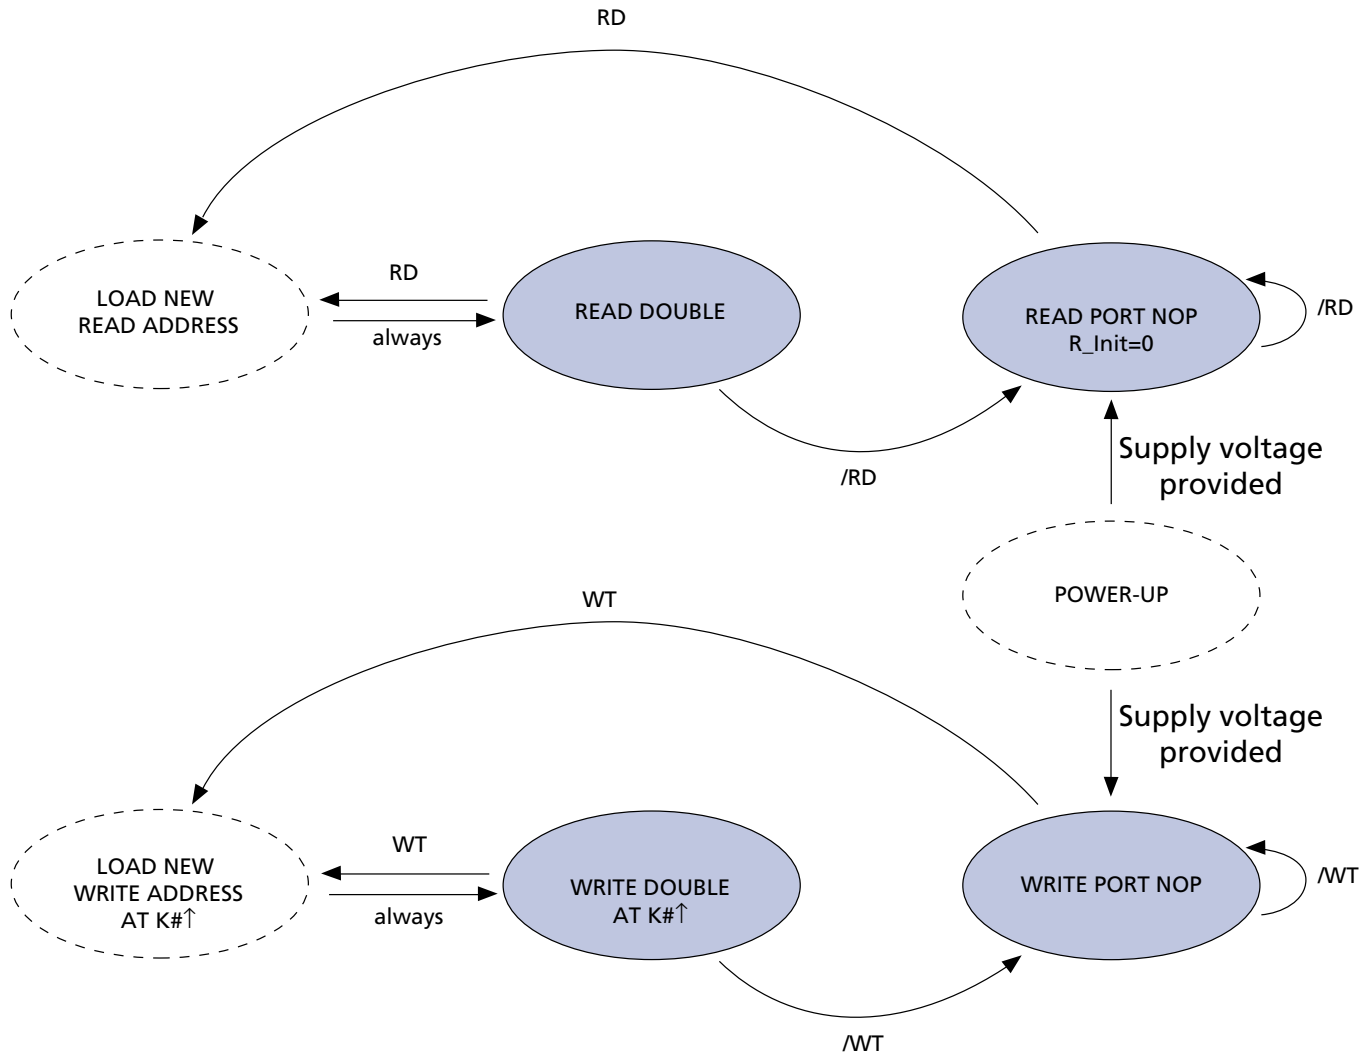 RD
LOAD NEW
READ ADDRESS
RD
always
READ DOUBLE
READ PORT NOP
R_Init=0
/RD
/RD
Supply voltage
provided
POWER-UP
WT
Supply voltage
provided
LOAD NEW
WRITE ADDRESS
AT K#↑
WT
always
WRITE DOUBLE
AT K#↑
WRITE PORT NOP
/WT
/WT